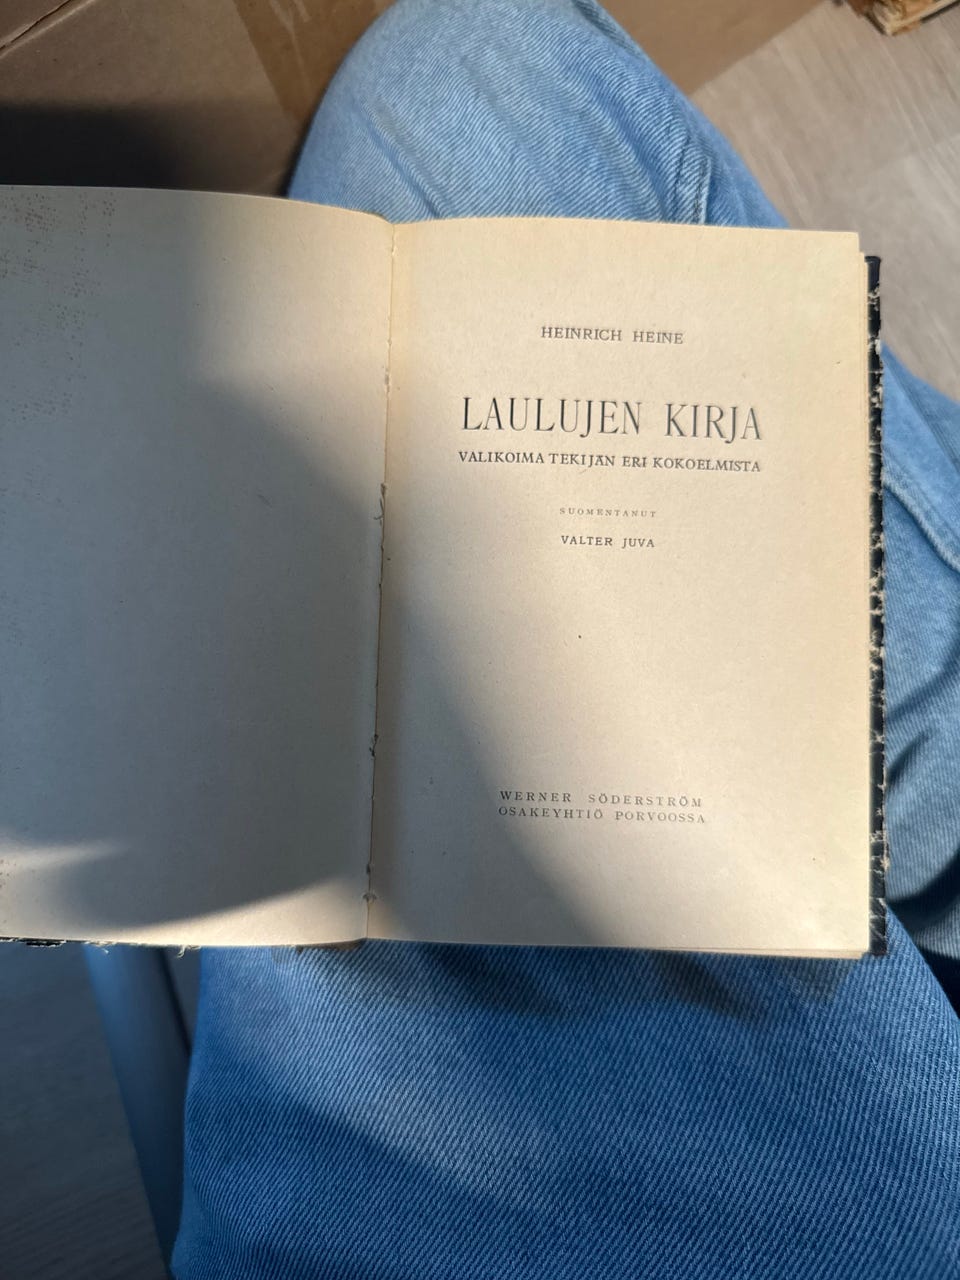 HEINRICH HEINE
LAULUJEN KIRJA
VALIKOIMA TEKIJÄN ERI KOKOELMISTA
SUOMENTANUT
VALTER JUVA
WERNER SÖDERSTRÖM
OSAKEYHTIÖ PORVOOSSA